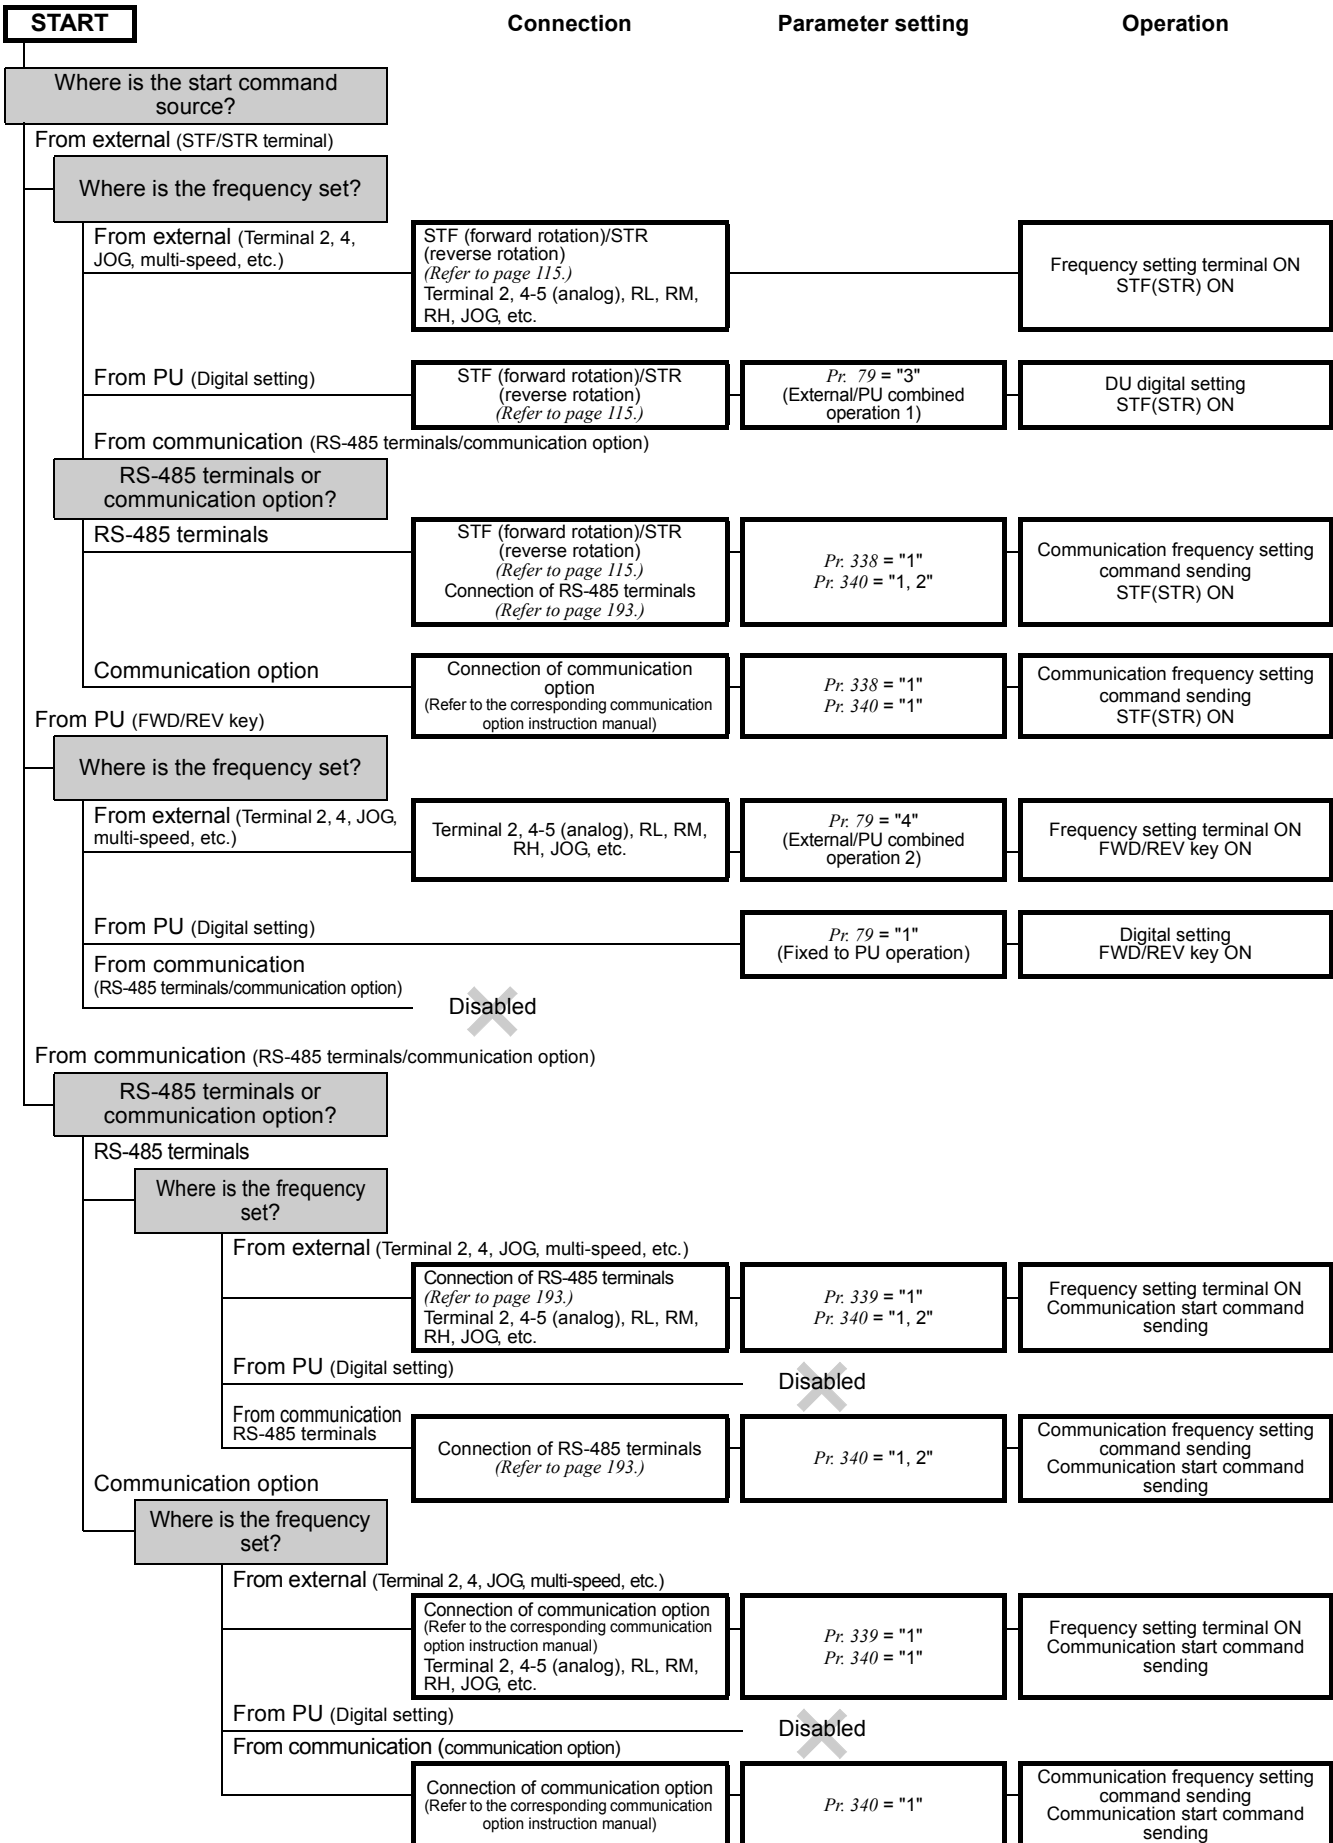 START
Connection
Parameter setting
Operation
Where is the start command
source?
From external (STF/STR terminal)
Where is the frequency set?
From external (Terminal 2, 4,
JOG, multi-speed, etc.)
STF (forward rotation)/STR
(reverse rotation)
(Refer to page 115.)
Terminal 2, 4-5 (analog), RL, RM,
RH, JOG, etc.
Frequency setting terminal ON
STF(STR) ON
From PU (Digital setting)
STF (forward rotation)/STR
(reverse rotation)
(Refer to page 115.)
Pr. 79 = "3"
(External/PU combined
operation 1)
DU digital setting
STF(STR) ON
From communication (RS-485 terminals/communication option)
RS-485 terminals or
communication option?
RS-485 terminals
STF (forward rotation)/STR
(reverse rotation)
(Refer to page 115.)
Connection of RS-485 terminals
(Refer to page 193.)
Pr. 338 = "1"
Pr. 340 = "1, 2"
Communication frequency setting
command sending
STF(STR) ON
Communication option
Connection of communication
option
(Refer to the corresponding communication
option instruction manual)
Pr. 338 = "1"
Pr. 340 = "1"
Communication frequency setting
command sending
STF(STR) ON
From PU (FWD/REV key)
Where is the frequency set?
From external (Terminal 2, 4, JOG,
multi-speed, etc.)
Terminal 2, 4-5 (analog), RL, RM,
RH, JOG, etc.
Pr. 79 = "4"
(External/PU combined
operation 2)
Frequency setting terminal ON
FWD/REV key ON
From PU (Digital setting)
Pr. 79 = "1"
(Fixed to PU operation)
Digital setting
FWD/REV key ON
From communication
(RS-485 terminals/communication option)
Disabled
From communication (RS-485 terminals/communication option)
RS-485 terminals or
communication option?
RS-485 terminals
Where is the frequency
set?
From external (Terminal 2, 4, JOG, multi-speed, etc.)
Connection of RS-485 terminals
(Refer to page 193.)
Terminal 2, 4-5 (analog), RL, RM,
RH, JOG, etc.
Pr. 339 = "1"
Pr. 340 = "1, 2"
Frequency setting terminal ON
Communication start command
sending
From PU (Digital setting)
Disabled
From communication
RS-485 terminals
Connection of RS-485 terminals
(Refer to page 193.)
Pr. 340 = "1, 2"
Communication frequency setting
command sending
Communication start command
sending
Communication option
Where is the frequency
set?
From external (Terminal 2, 4, JOG, multi-speed, etc.)
Connection of communication option
(Refer to the corresponding communication
option instruction manual)
Terminal 2, 4-5 (analog), RL, RM,
RH, JOG, etc.
Pr. 339 = "1"
Pr. 340 = "1"
Frequency setting terminal ON
Communication start command
sending
From PU (Digital setting)
Disabled
From communication (communication option)
Connection of communication option
(Refer to the corresponding communication
option instruction manual)
Pr. 340 = "1"
Communication frequency setting
command sending
Communication start command
sending